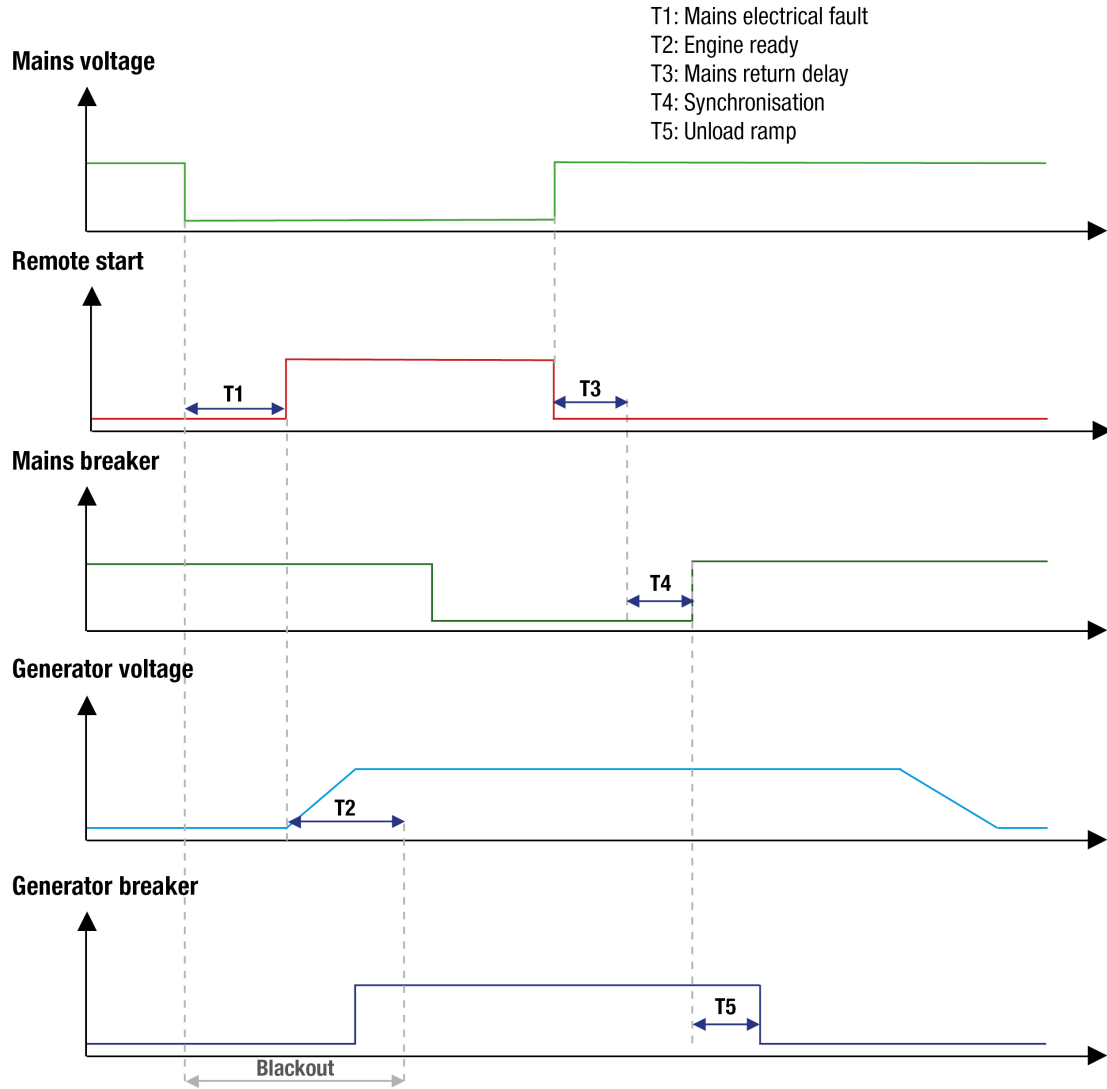 T1: Mains electrical fault
T2: Engine ready
T3: Mains return delay
T4: Synchronisation
T5: Unload ramp
Mains voltage
Remote start
T1
T3
Mains breaker
T4
Generator voltage
T2
Generator breaker
T5
Blackout